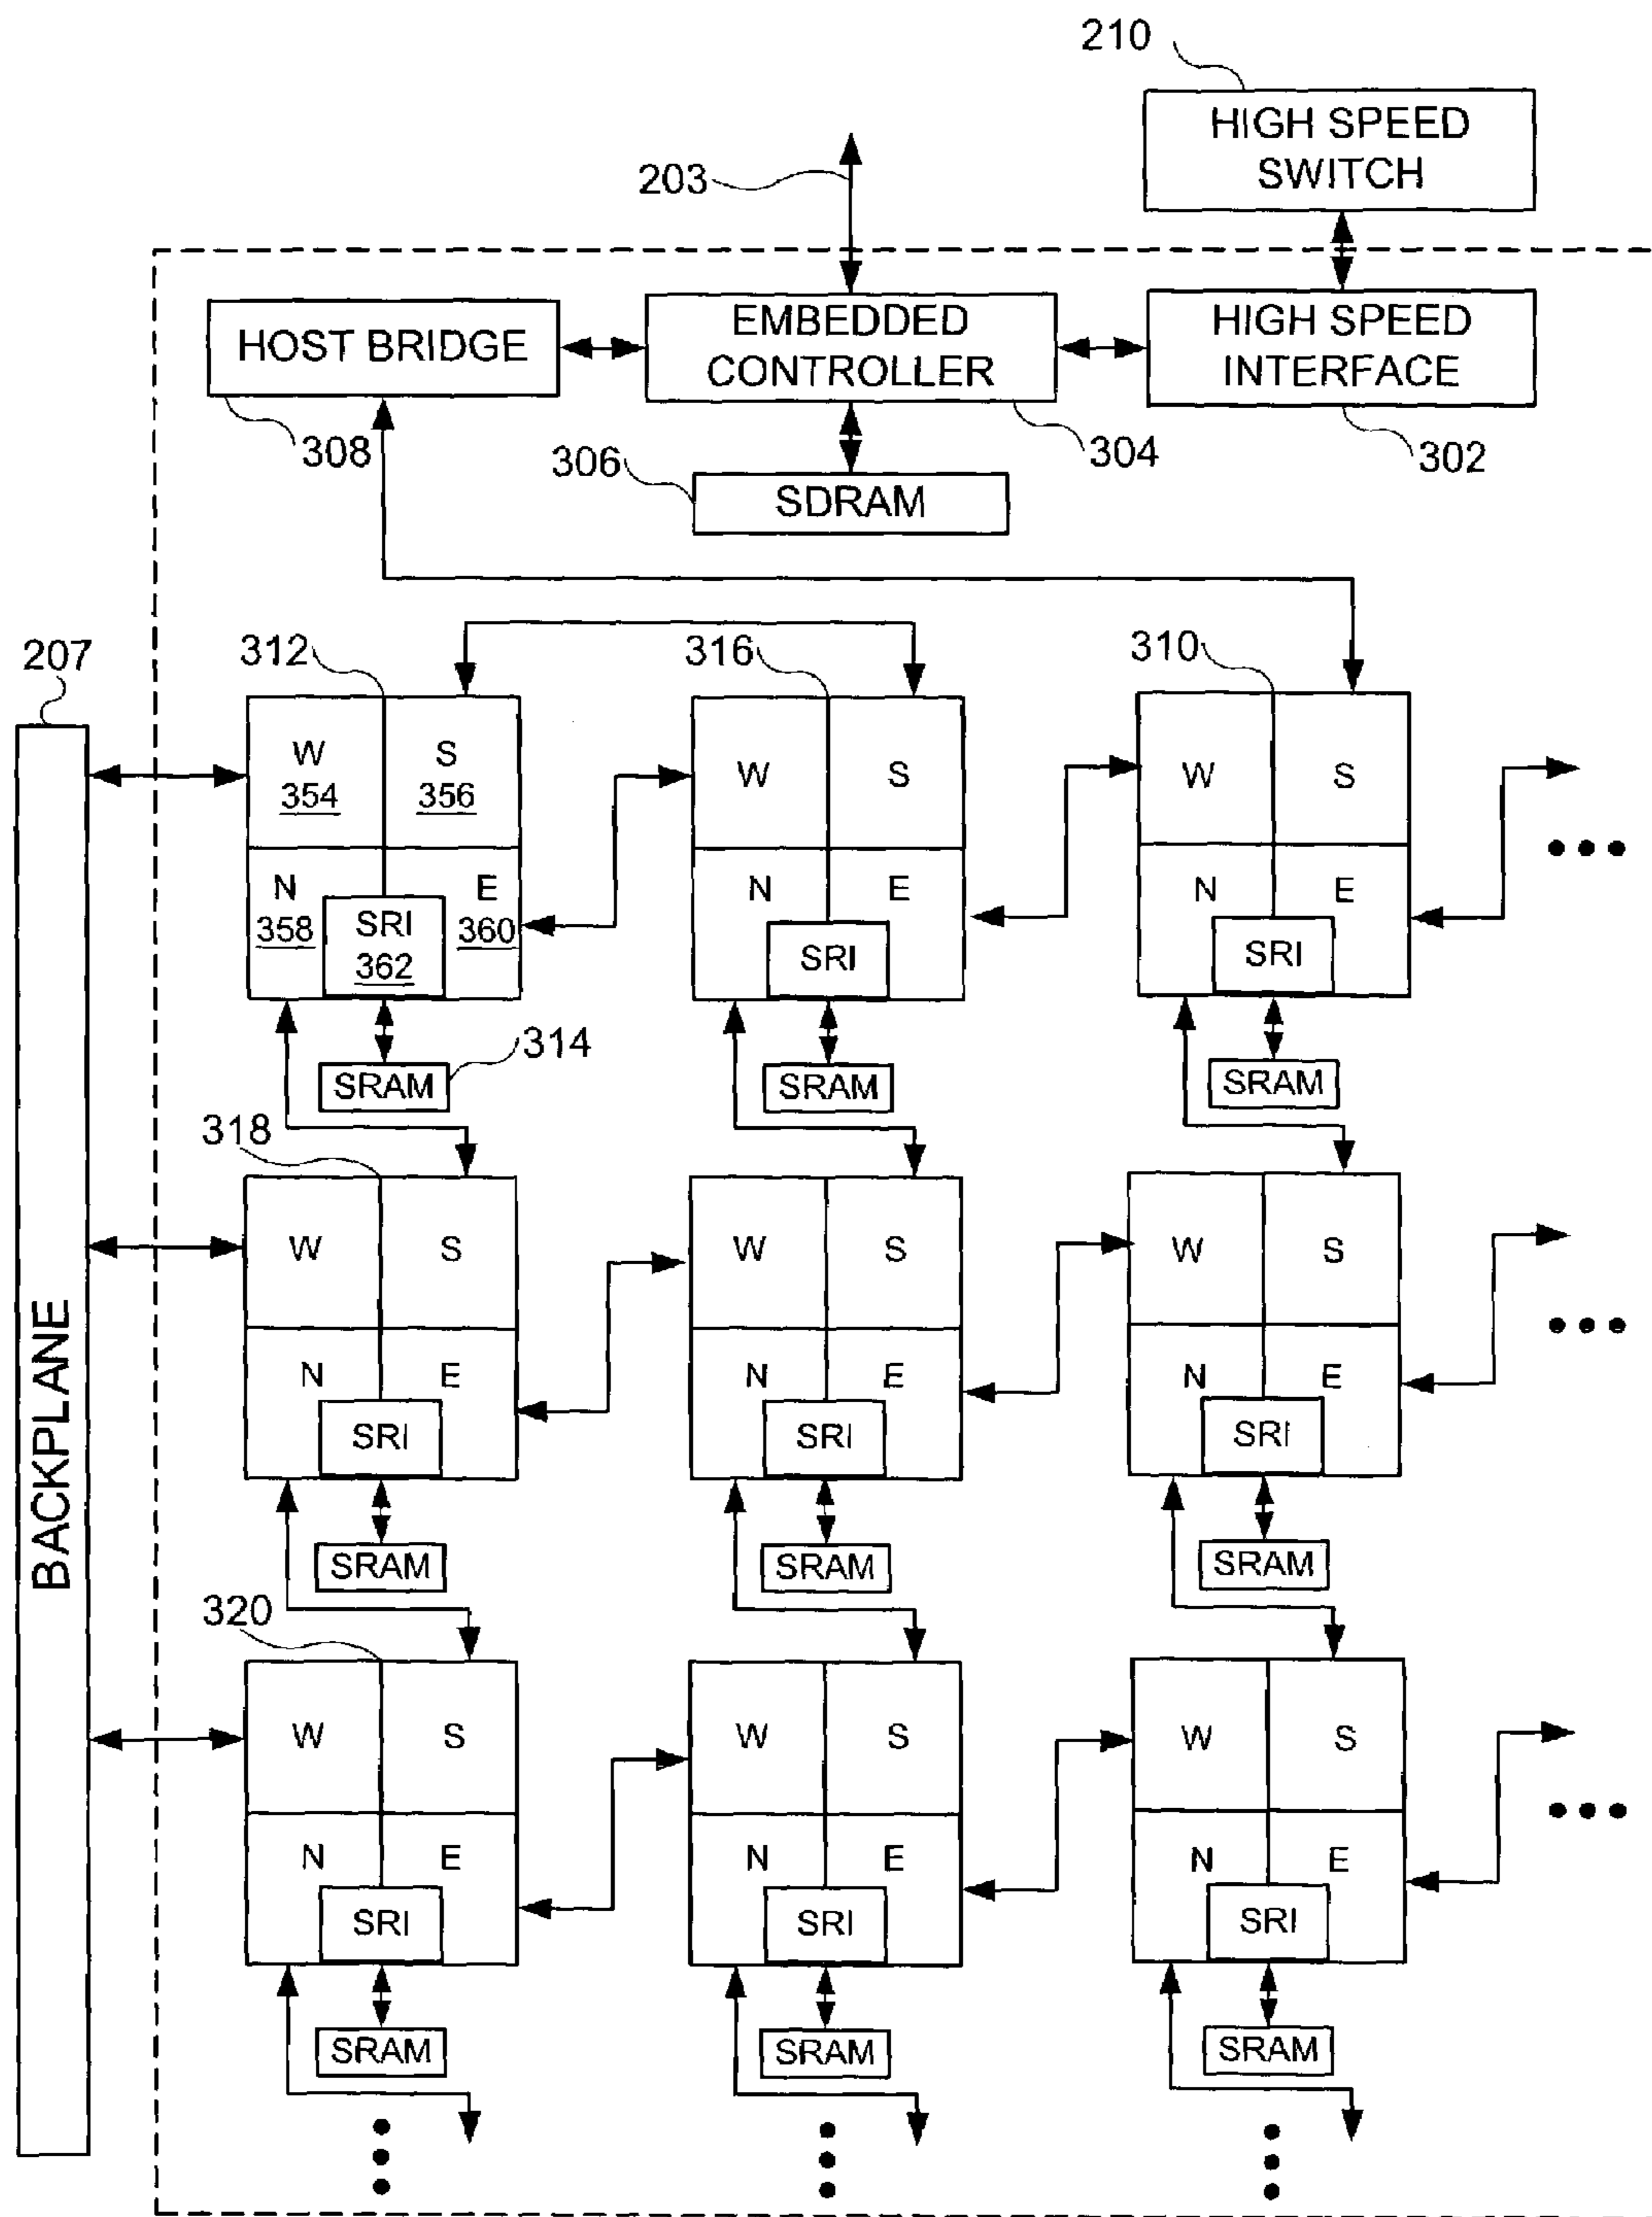 210
HIGH SPEED
SWITCH
203
HOST BRIDGE
EMBEDDED
CONTROLLER
HIGH SPEED
INTERFACE
308
306
304
302
SDRAM
207
312
316
310
W
354
S
356
W
S
W
S
N
358
E
360
SRI
362
N
E
SRI
N
E
SRI
314
SRAM
SRAM
SRAM
318
W
S
W
S
W
S
N
E
SRI
N
E
SRI
N
E
SRI
BACKPLANE
SRAM
SRAM
SRAM
320
W
S
W
S
W
S
N
E
SRI
N
E
SRI
N
E
SRI
SRAM
SRAM
SRAM